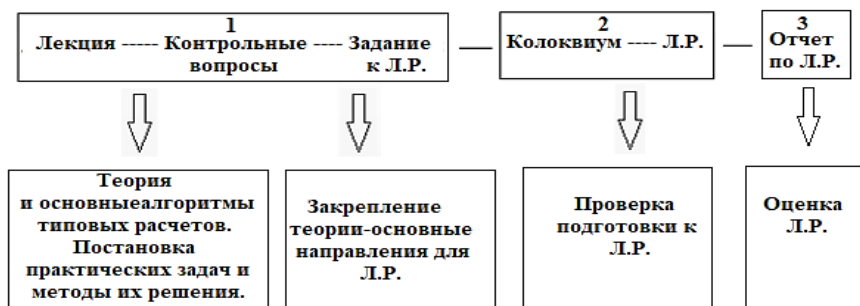 1
Лекция ----- Контрольные ---- Задание
вопросы к Л.Р.
2
Колоквиум ---- Л.Р.
3
Отчет
по Л.Р.
Теория
и основныеалгоритмы
типовых расчетов.
Постановка
практических задач и
методы их решения.
Закрепление
теории-основные
направления для
Л.Р.
Проверка
подготовки к
Л.Р.
Оценка
Л.Р.